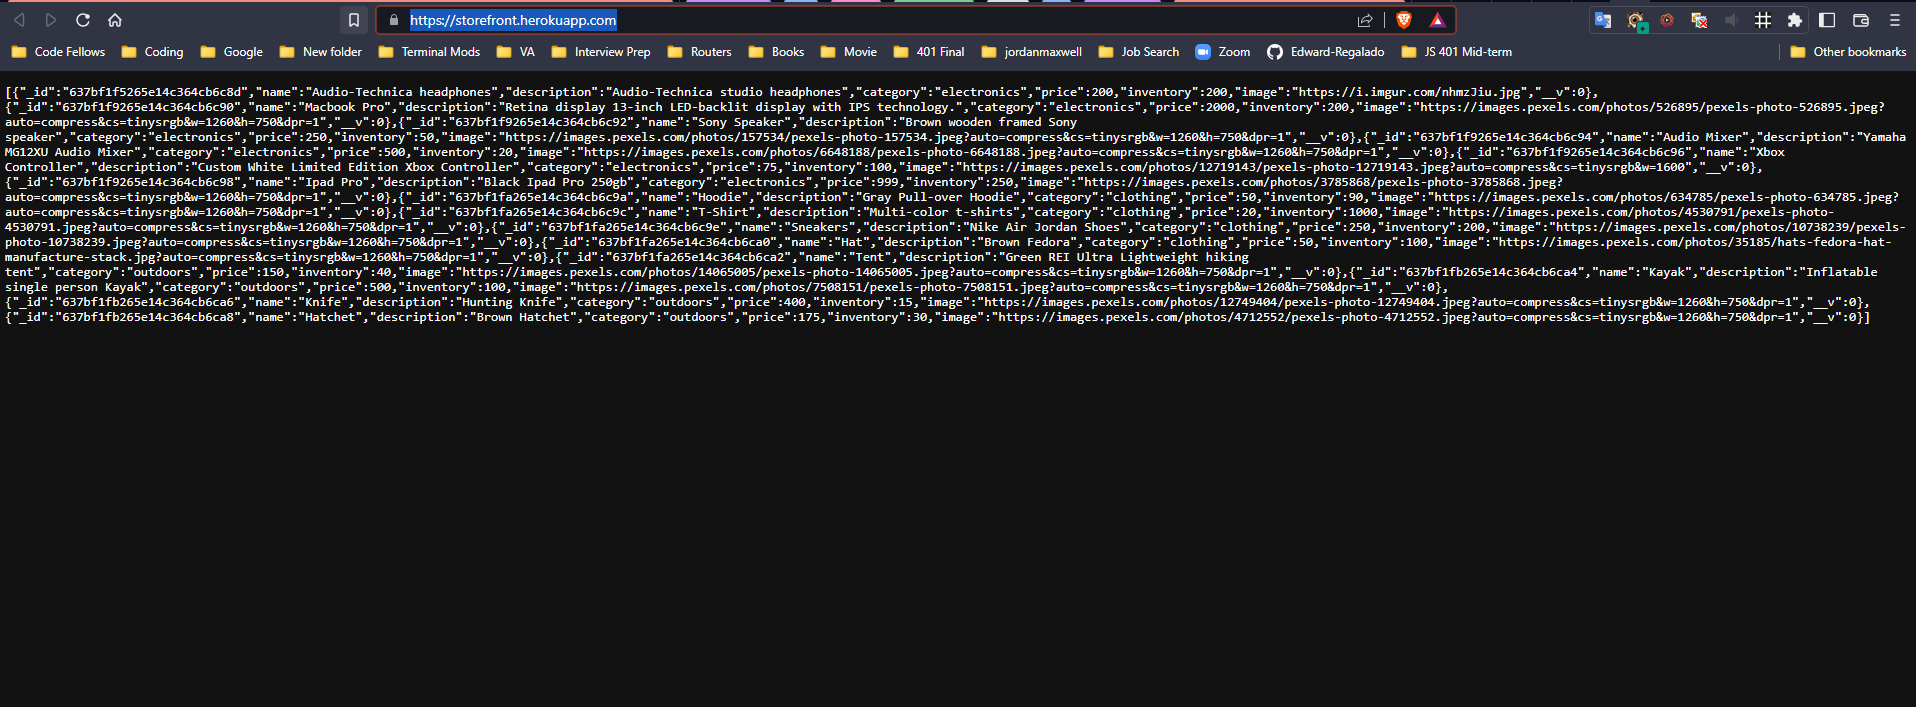 https://storefront.herokuapp.com
Code Fellows Coding Google New folder Terminal Mods VA Interview Prep Routers Books Movie 401 Final jordanmaxwell Job Search Zoom Edward-Regalado JS 401 Mid-term Other bookmarks
[{"_id":"637bf1f5265e14c364cb6c8d","name":"Audio-Technica headphones","description":"Audio-Technica studio headphones","category":"electronics","price":200,"inventory":200,"image":"https://i.imgur.com/nhmzJiu.jpg","__v":0},
{"_id":"637bf1f9265e14c364cb6c90","name":"Macbook Pro","description":"Retina display 13-inch LED-backlit display with IPS technology.","category":"electronics","price":2000,"inventory":200,"image":"https://images.pexels.com/photos/526895/pexels-photo-526895.jpeg?
auto=compress&cs=tinysrgb&w=1260&h=750&dpr=1","__v":0},{"_id":"637bf1f9265e14c364cb6c92","name":"Sony Speaker","description":"Brown wooden framed Sony
speaker","category":"electronics","price":250,"inventory":50,"image":"https://images.pexels.com/photos/157534/pexels-photo-157534.jpeg?auto=compress&cs=tinysrgb&w=1260&h=750&dpr=1","__v":0},{"_id":"637bf1f9265e14c364cb6c94","name":"Audio Mixer","description":"Yamaha
MG12XU Audio Mixer","category":"electronics","price":500,"inventory":20,"image":"https://images.pexels.com/photos/6648188/pexels-photo-6648188.jpeg?auto=compress&cs=tinysrgb&w=1260&h=750&dpr=1","__v":0},{"_id":"637bf1f9265e14c364cb6c96","name":"Xbox
Controller","description":"Custom White Limited Edition Xbox Controller","category":"electronics","price":75,"inventory":100,"image":"https://images.pexels.com/photos/12719143/pexels-photo-12719143.jpeg?auto=compress&cs=tinysrgb&w=1600","__v":0},
{"_id":"637bf1f9265e14c364cb6c98","name":"Ipad Pro","description":"Black Ipad Pro 250gb","category":"electronics","price":999,"inventory":250,"image":"https://images.pexels.com/photos/3785868/pexels-photo-3785868.jpeg?
auto=compress&cs=tinysrgb&w=1260&h=750&dpr=1","__v":0},{"_id":"637bf1fa265e14c364cb6c9a","name":"Hoodie","description":"Gray Pull-over Hoodie","category":"clothing","price":50,"inventory":90,"image":"https://images.pexels.com/photos/634785/pexels-photo-634785.jpeg?
auto=compress&cs=tinysrgb&w=1260&h=750&dpr=1","__v":0},{"_id":"637bf1fa265e14c364cb6c9c","name":"T-Shirt","description":"Multi-color t-shirts","category":"clothing","price":20,"inventory":1000,"image":"https://images.pexels.com/photos/4530791/pexels-photo-
4530791.jpeg?auto=compress&cs=tinysrgb&w=1260&h=750&dpr=1","__v":0},{"_id":"637bf1fa265e14c364cb6c9e","name":"Sneakers","description":"Nike Air Jordan Shoes","category":"clothing","price":250,"inventory":200,"image":"https://images.pexels.com/photos/10738239/pexels-
photo-10738239.jpeg?auto=compress&cs=tinysrgb&w=1260&h=750&dpr=1","__v":0},{"_id":"637bf1fa265e14c364cb6ca0","name":"Hat","description":"Brown Fedora","category":"clothing","price":50,"inventory":100,"image":"https://images.pexels.com/photos/35185/hats-fedora-hat-
manufacture-stack.jpg?auto=compress&cs=tinysrgb&w=1260&h=750&dpr=1","__v":0},{"_id":"637bf1fa265e14c364cb6ca2","name":"Tent","description":"Green REI Ultra Lightweight hiking
tent","category":"outdoors","price":150,"inventory":40,"image":"https://images.pexels.com/photos/14065005/pexels-photo-14065005.jpeg?auto=compress&cs=tinysrgb&w=1260&h=750&dpr=1","__v":0},{"_id":"637bf1fb265e14c364cb6ca4","name":"Kayak","description":"Inflatable
single person Kayak","category":"outdoors","price":500,"inventory":100,"image":"https://images.pexels.com/photos/7508151/pexels-photo-7508151.jpeg?auto=compress&cs=tinysrgb&w=1260&h=750&dpr=1","__v":0},
{"_id":"637bf1fb265e14c364cb6ca6","name":"Knife","description":"Hunting Knife","category":"outdoors","price":400,"inventory":15,"image":"https://images.pexels.com/photos/12749404/pexels-photo-12749404.jpeg?auto=compress&cs=tinysrgb&w=1260&h=750&dpr=1","__v":0},
{"_id":"637bf1fb265e14c364cb6ca8","name":"Hatchet","description":"Brown Hatchet","category":"outdoors","price":175,"inventory":30,"image":"https://images.pexels.com/photos/4712552/pexels-photo-4712552.jpeg?auto=compress&cs=tinysrgb&w=1260&h=750&dpr=1","__v":0}]